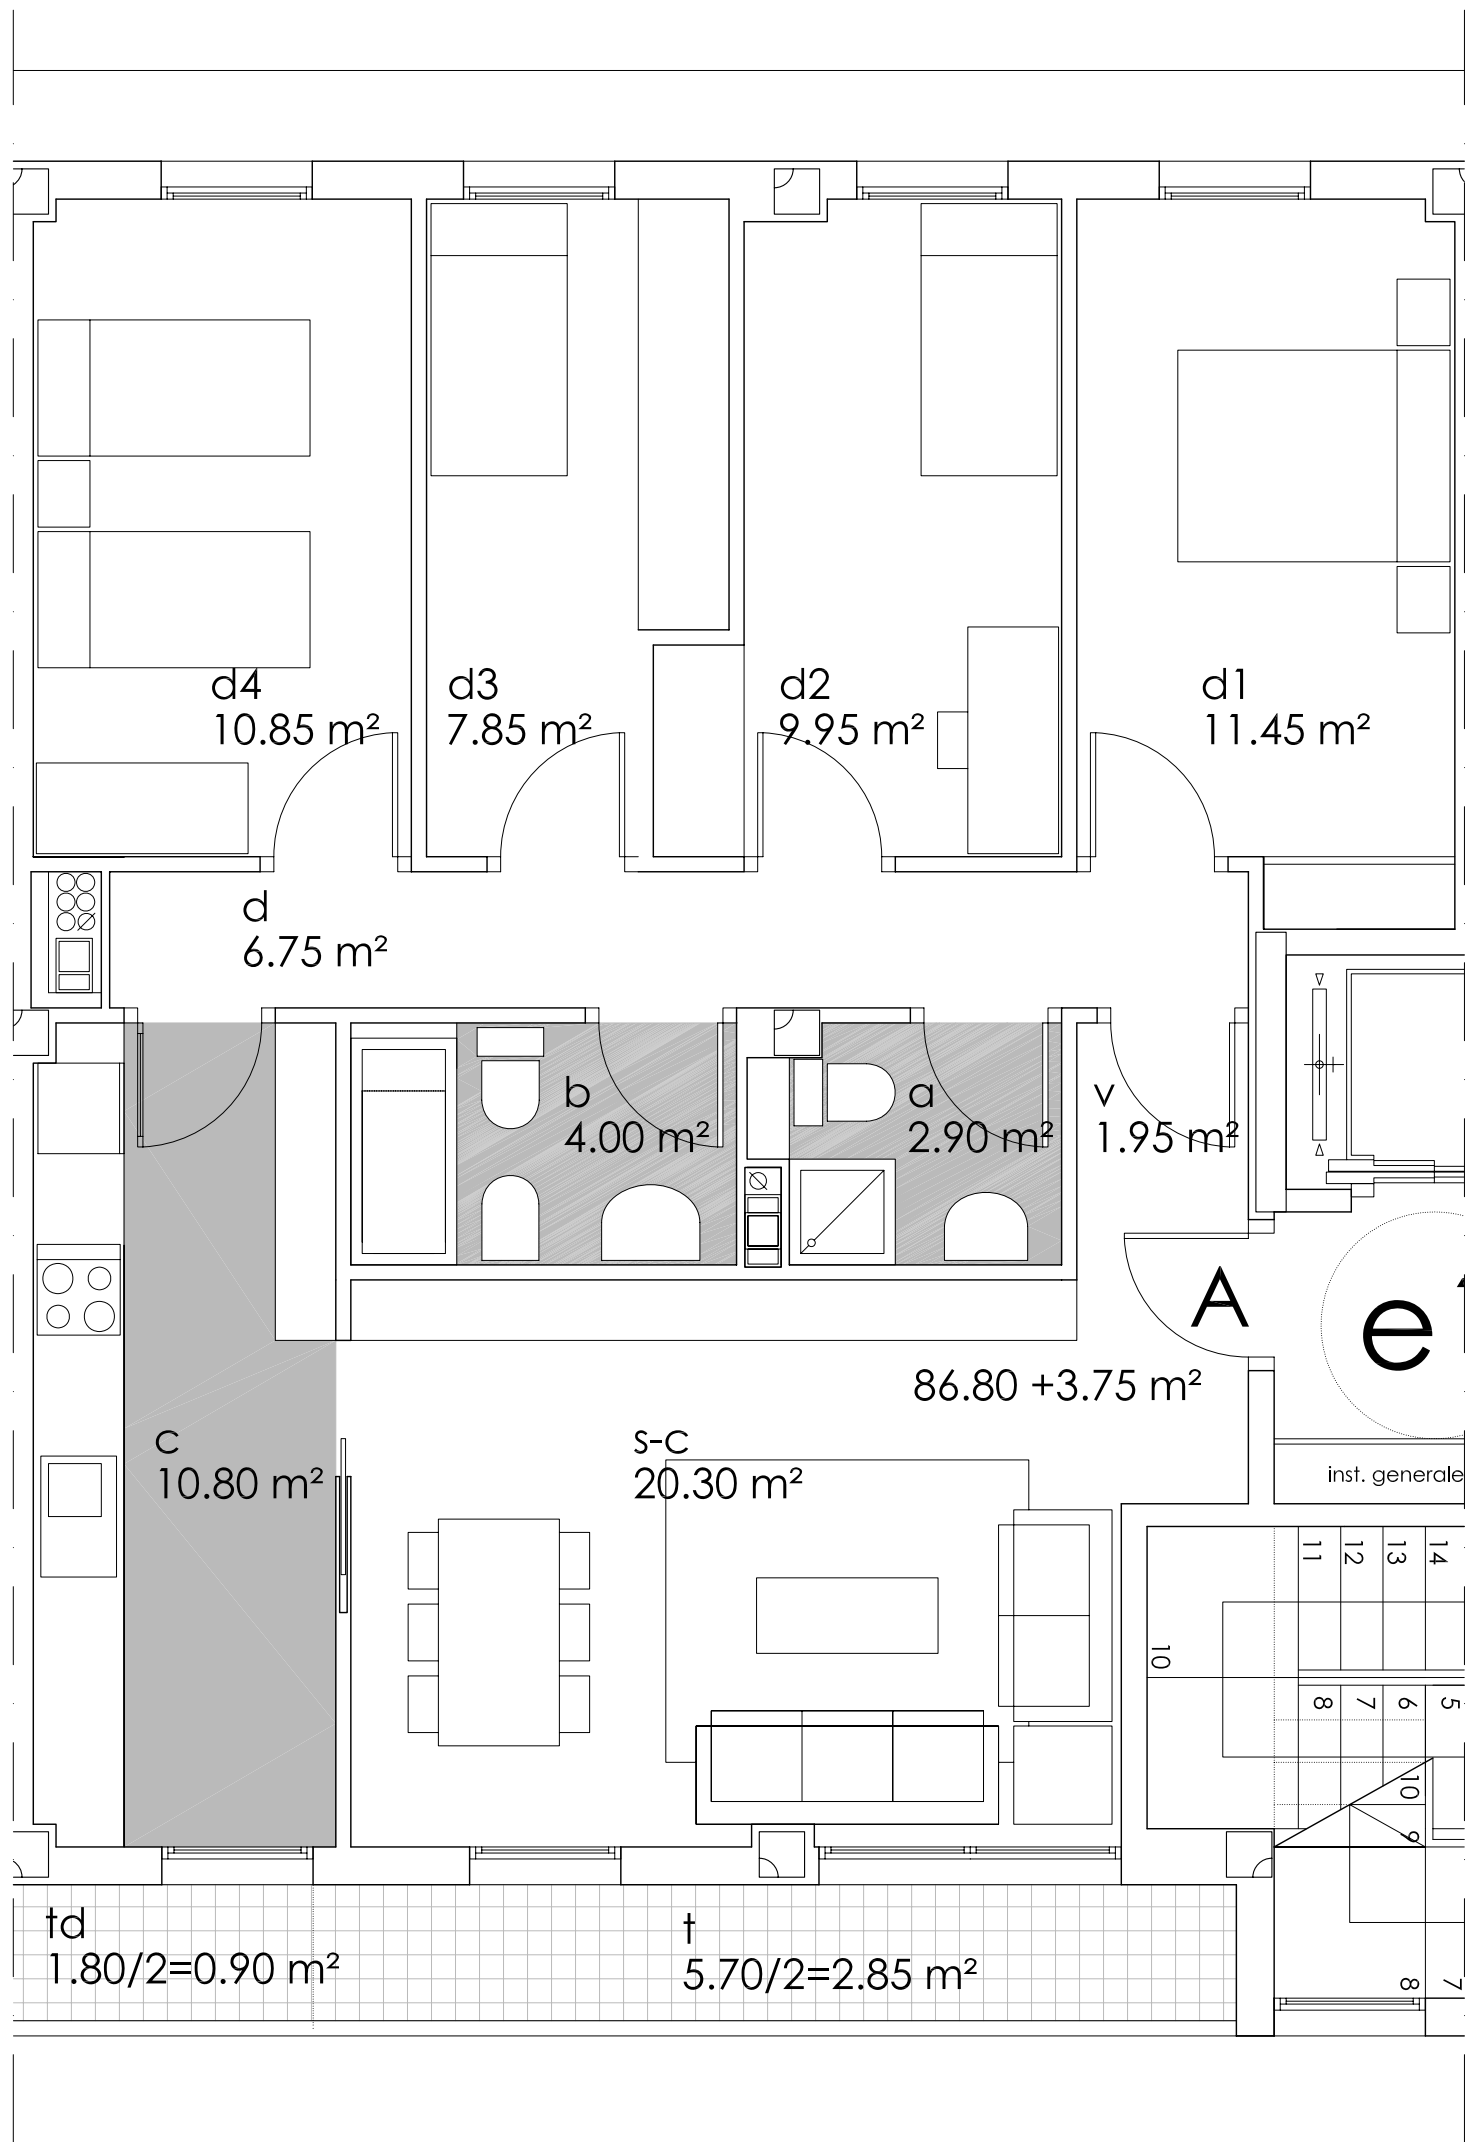 d4
10.85 m²
d3
7.85 m²
d2
9.95 m²
d1
11.45 m²
d
6.75 m²
b
4.00 m²
a
2.90 m²
v
1.95 m²
A
e
86.80 +3.75 m²
c
10.80 m²
s-c
20.30 m²
inst. generale
11
12
13
14
10
8
7
6
5
10
9
8
7
td
1.80/2=0.90 m²
t
5.70/2=2.85 m²